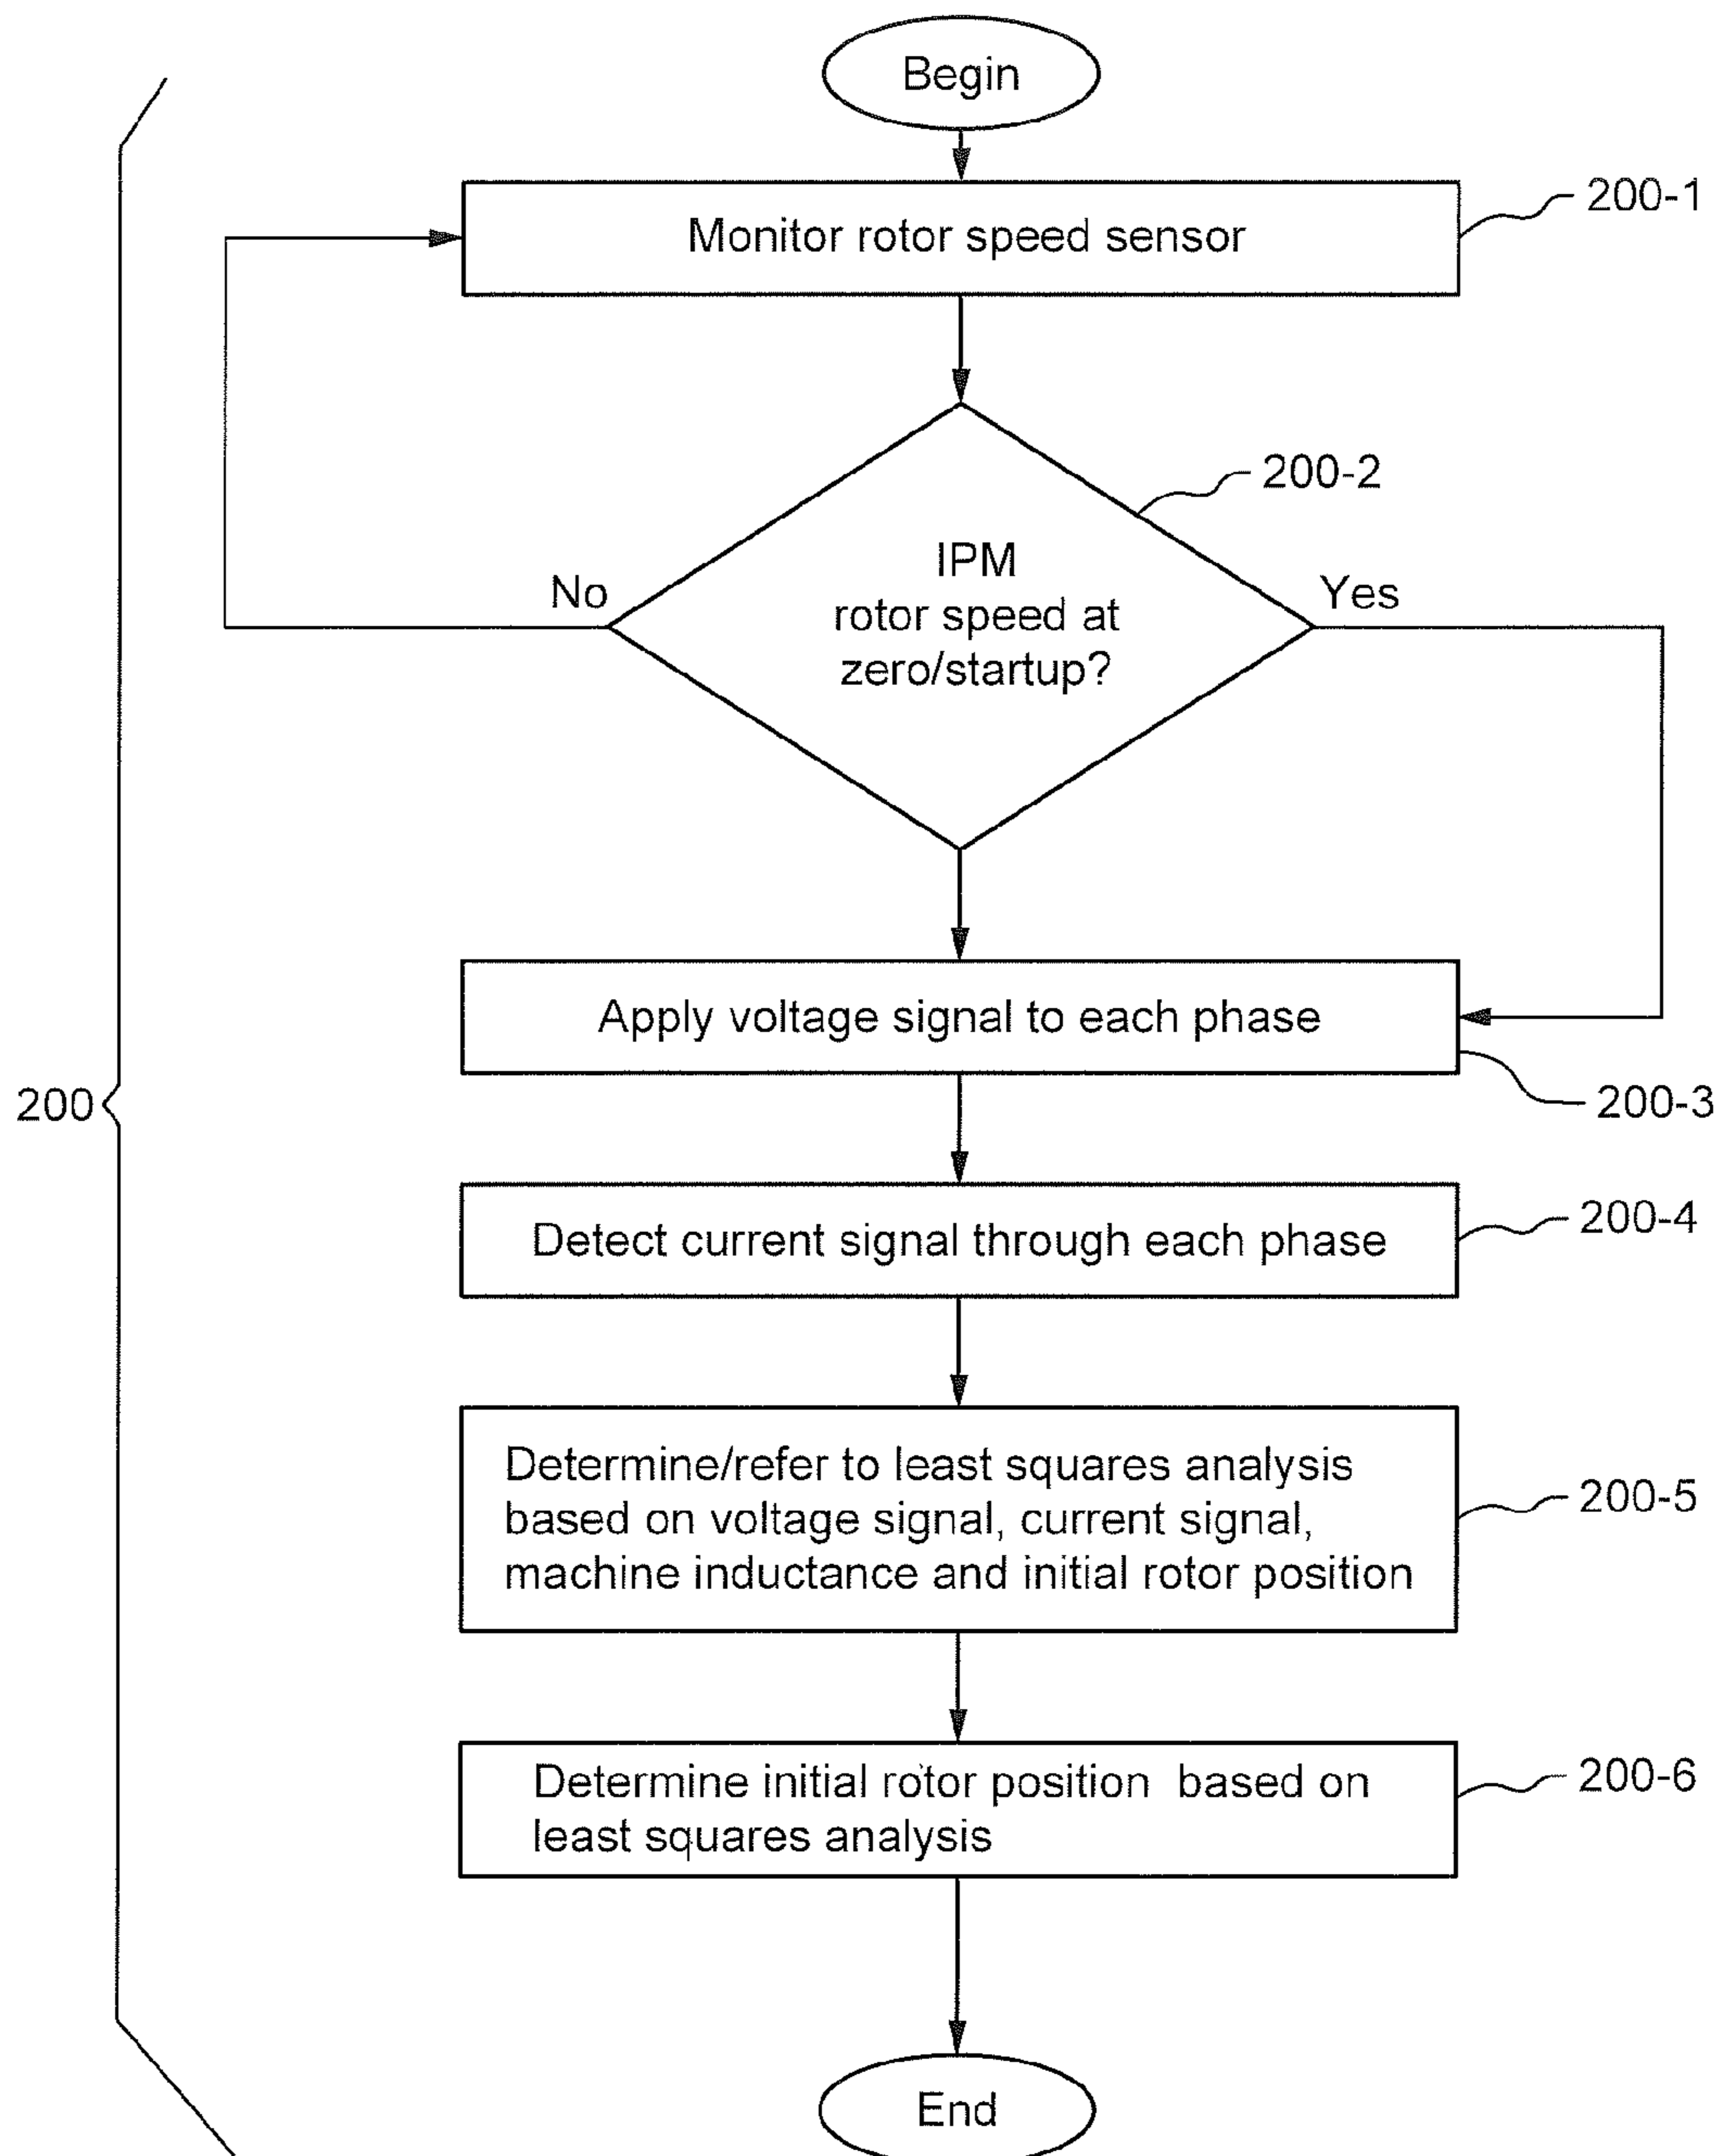 Begin
Monitor rotor speed sensor
200-1
200-2
IPM
rotor speed at
zero/startup?
No
Yes
Apply voltage signal to each phase
200-3
200
Detect current signal through each phase
200-4
Determine/refer to least squares analysis
based on voltage signal, current signal,
machine inductance and initial rotor position
200-5
Determine initial rotor position based on
least squares analysis
200-6
End